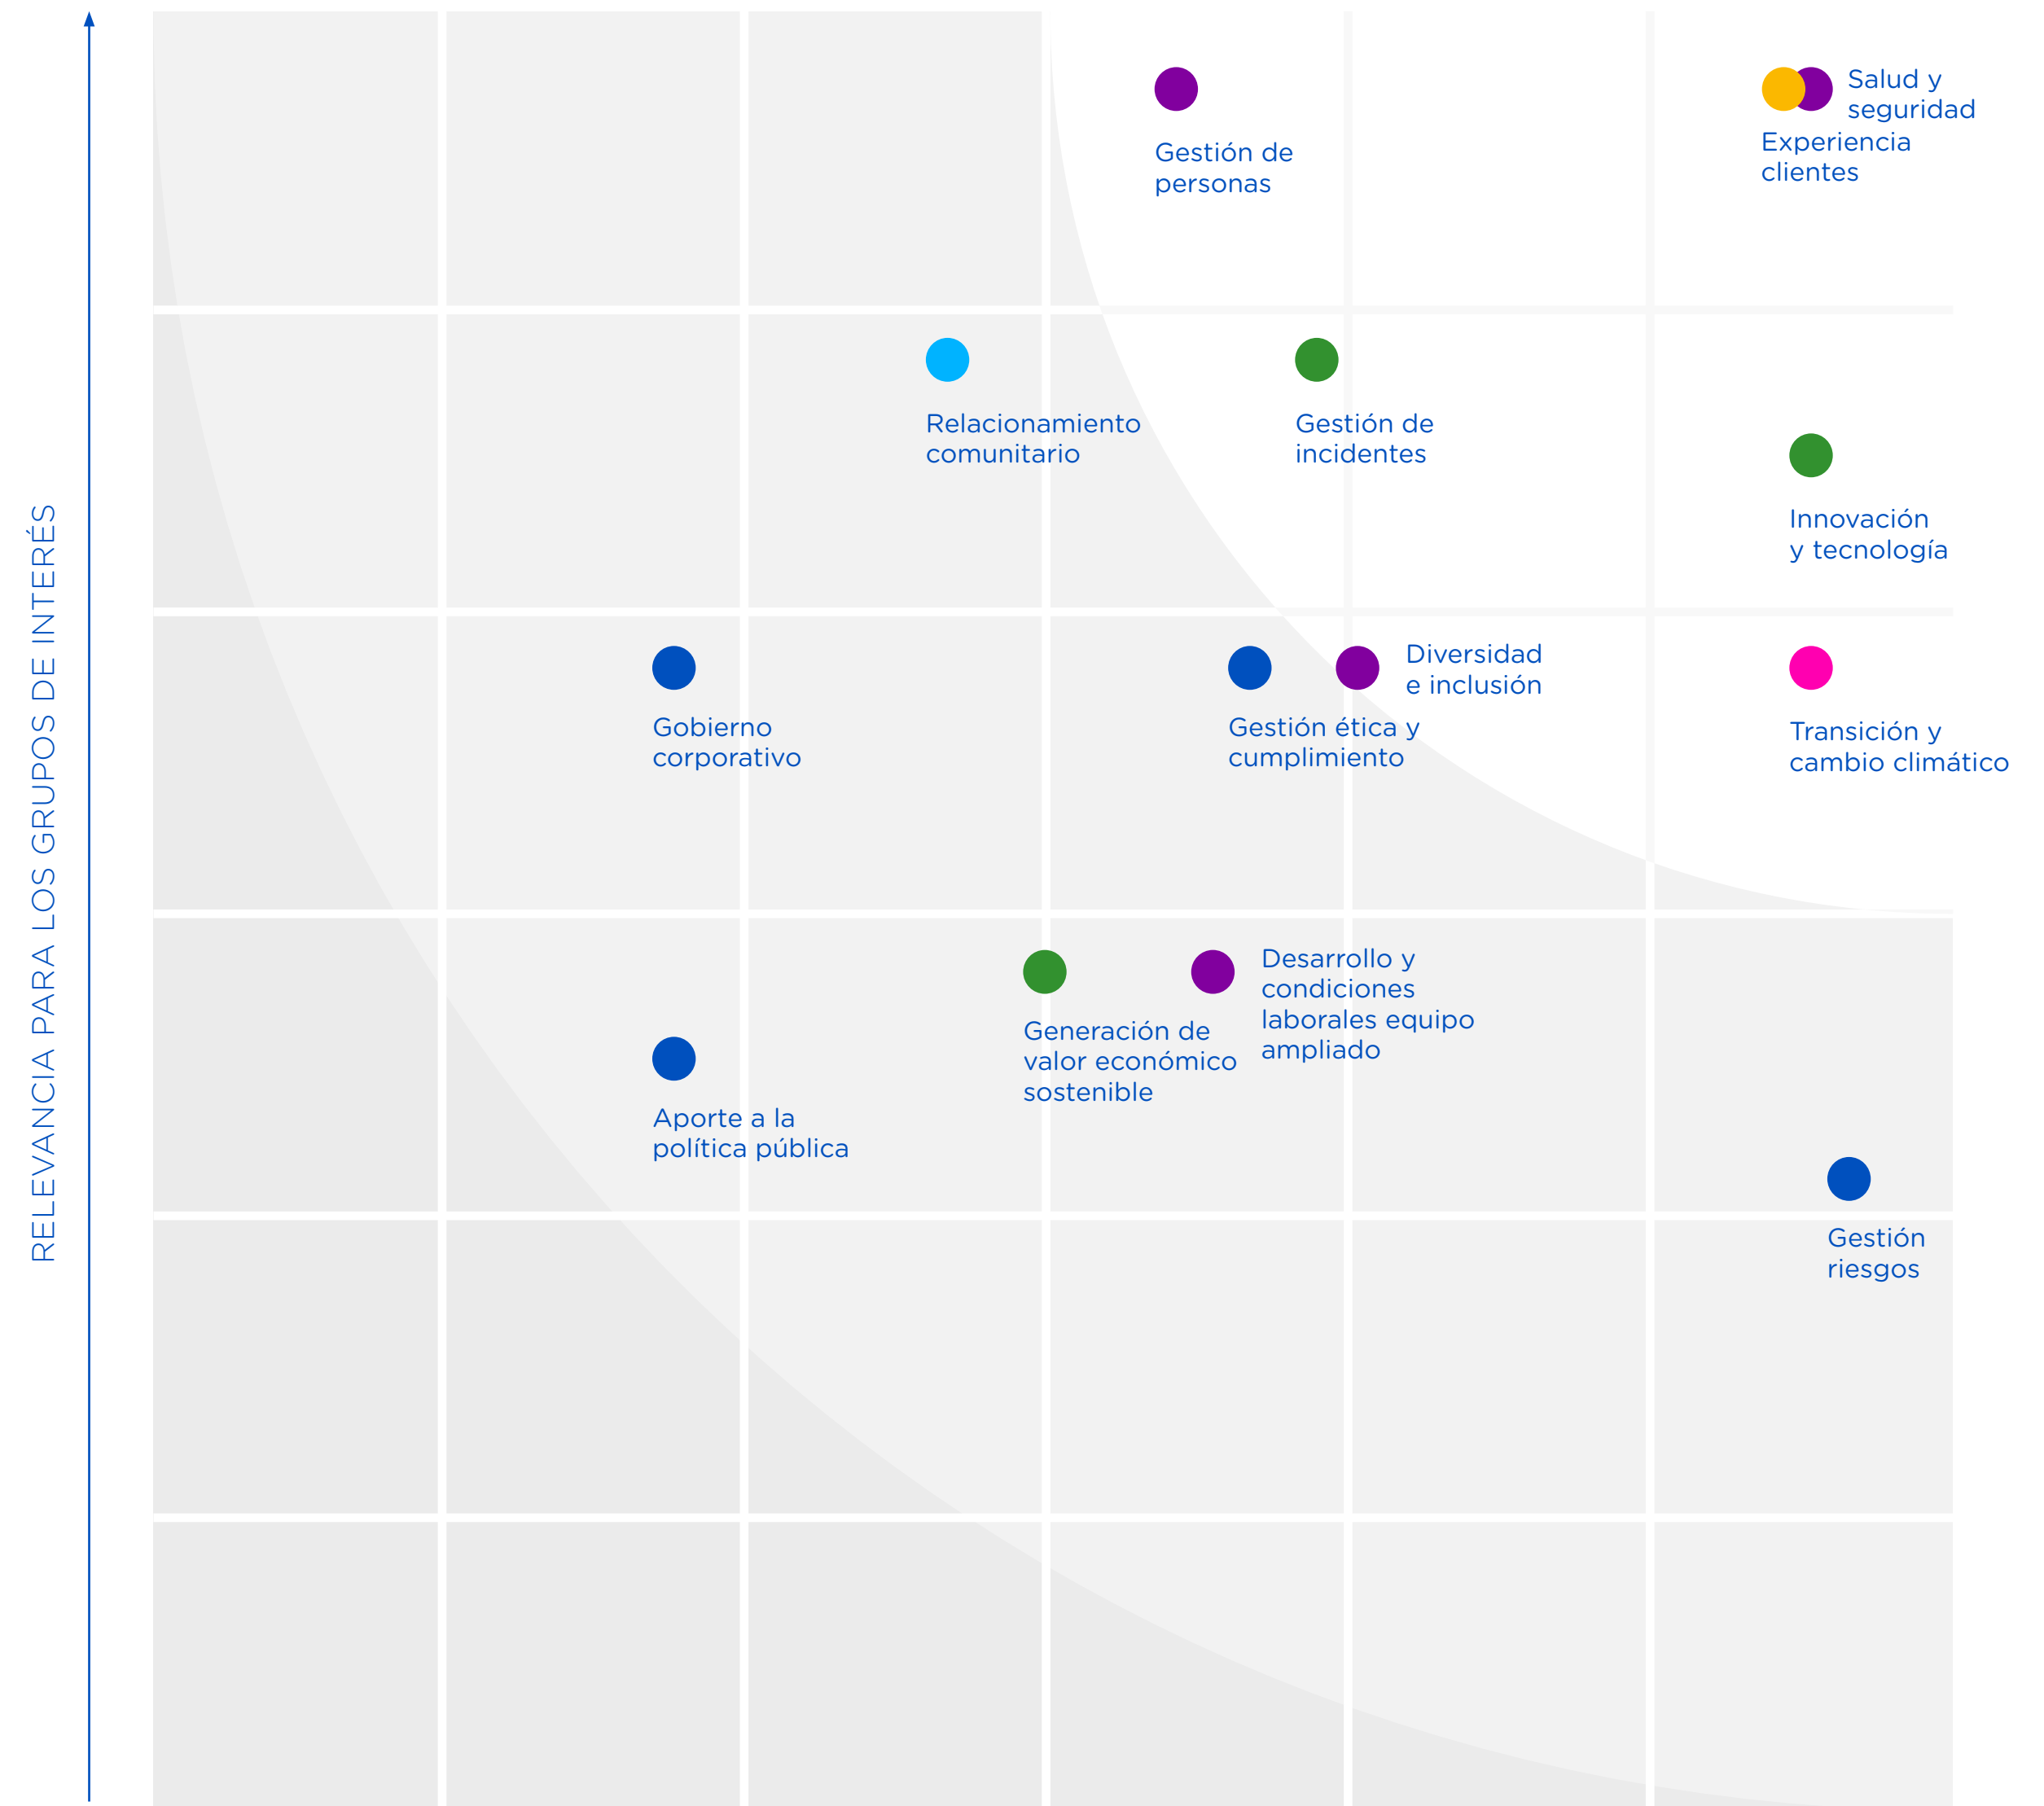 RELEVANCIA PARA LOS GRUPOS DE INTERÉS
Gestión de
personas
Salud y
seguridad
Experiencia
clientes
Relacionamiento
comunitario
Gestión de
incidentes
Innovación
y tecnología
Gobierno
corporativo
Gestión ética y
cumplimiento
Diversidad
e inclusión
Transición y
cambio climático
Aporte a la
política pública
Generación de
valor económico
sostenible
Desarrollo y
condiciones
laborales equipo
ampliado
Gestión
riesgos